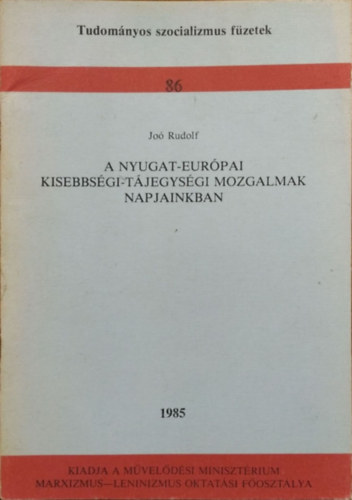 Tudományos szocializmus füzetek
86
Joó Rudolf
A NYUGAT-EURÓPAI
KISEBBSÉGI-TÁJEGYSÉGI MOZGALMAK
NAPJAINKBAN
1985
KIADJA A MŰVELŐDÉSI MINISZTÉRIUM
MARXIZMUS—LENINIZMUS OKTATÁSI FŐOSZTÁLYA